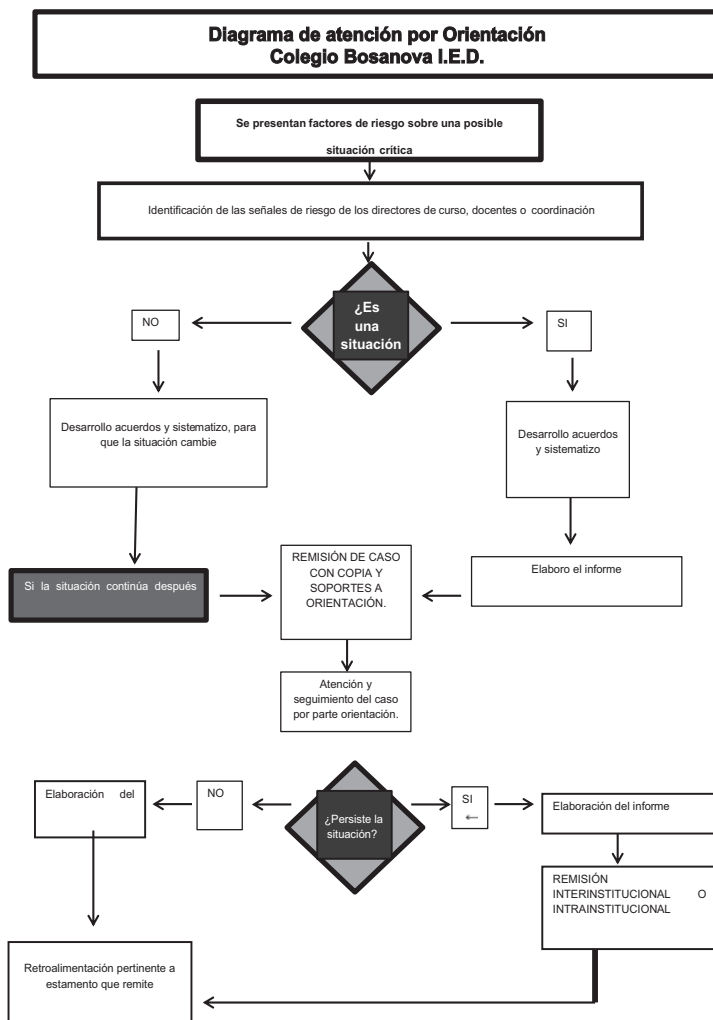 Diagrama de atención por Orientación
Colegio Bosanova I.E.D.
Se presentan factores de riesgo sobre una posible
situación crítica
Identificación de las señales de riesgo de los directores de curso, docentes o coordinación
¿Es
una
situación
NO
SI
Desarrollo acuerdos y sistematizo, para
que la situación cambie
Desarrollo acuerdos
y sistematizo
Si la situación continúa después
REMISIÓN DE CASO
CON COPIA Y
SOPORTES A
ORIENTACIÓN.
Elaboro el informe
Atención y
seguimiento del caso
por parte orientación.
Elaboración del
NO
¿Persiste la
situación?
SI
Elaboración del informe
REMISIÓN
INTERINSTITUCIONAL O
INTRAINSTITUCIONAL
Retroalimentación pertinente a
estamento que remite